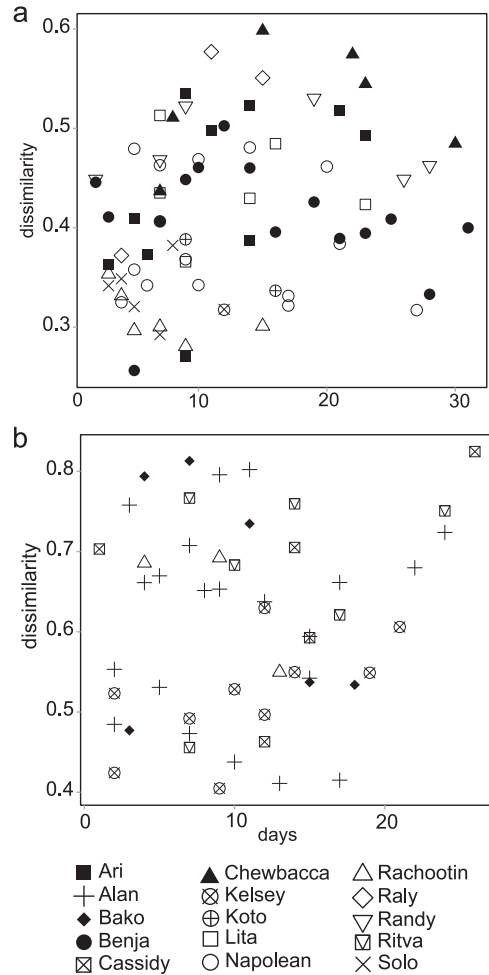 a
0.6
0.5
0.4
0.3
dissimilarity
0 10 20 30
b
0.8
0.7
0.6
0.5
0.4
dissimilarity
0 10 20
days
Ari Chewbacca Rachootin
Alan Kelsey Raly
Bako Koto Randy
Benja Lita Ritva
Cassidy Napolean Solo